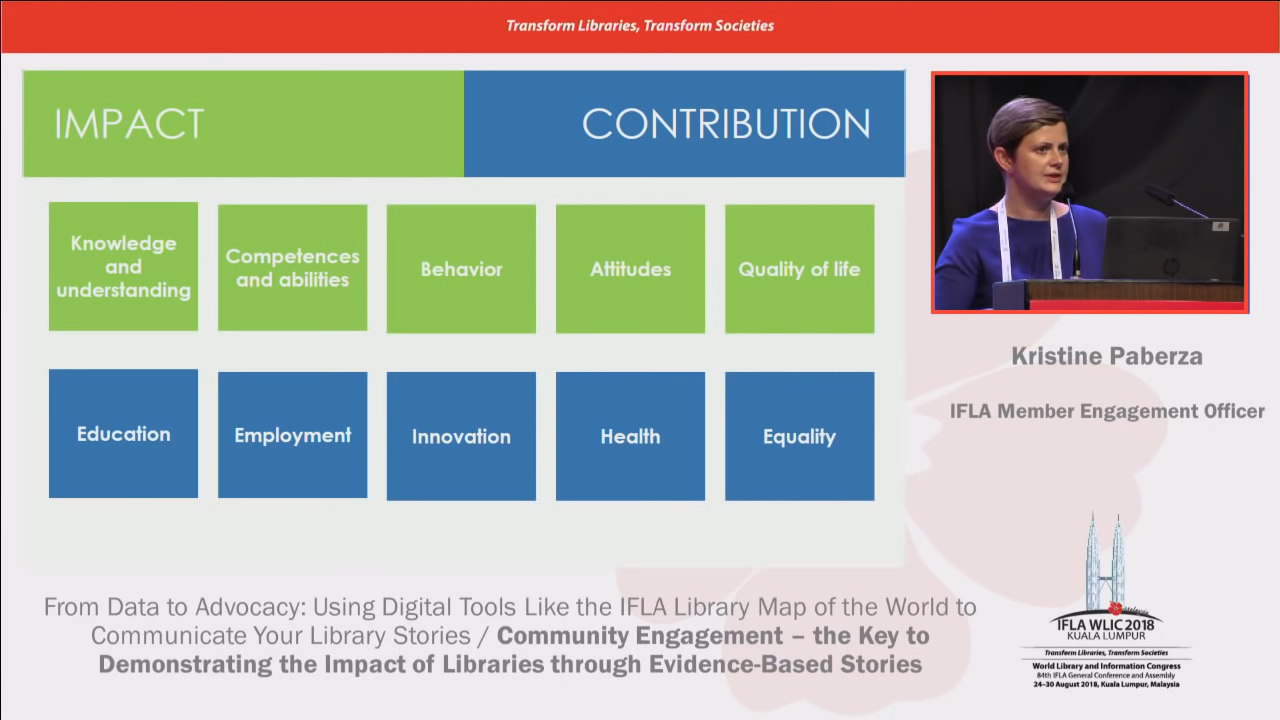 Transform Libraries, Transform Societies
IMPACT
CONTRIBUTION
Knowledge
and
understanding
Competences
and abilities
Behavior
Attitudes
Quality of life
Education
Employment
Innovation
Health
Equality
Kristine Paberza
IFLA Member Engagement Officer
From Data to Advocacy: Using Digital Tools Like the IFLA Library Map of the World to
Communicate Your Library Stories / Community Engagement – the Key to
Demonstrating the Impact of Libraries through Evidence-Based Stories
Malaysia
IFLA WLIC 2018
KUALA LUMPUR
Transform Libraries, Transform Societies
World Library and Information Congress
84th IFLA General Conference and Assembly
24–30 August 2018, Kuala Lumpur, Malaysia